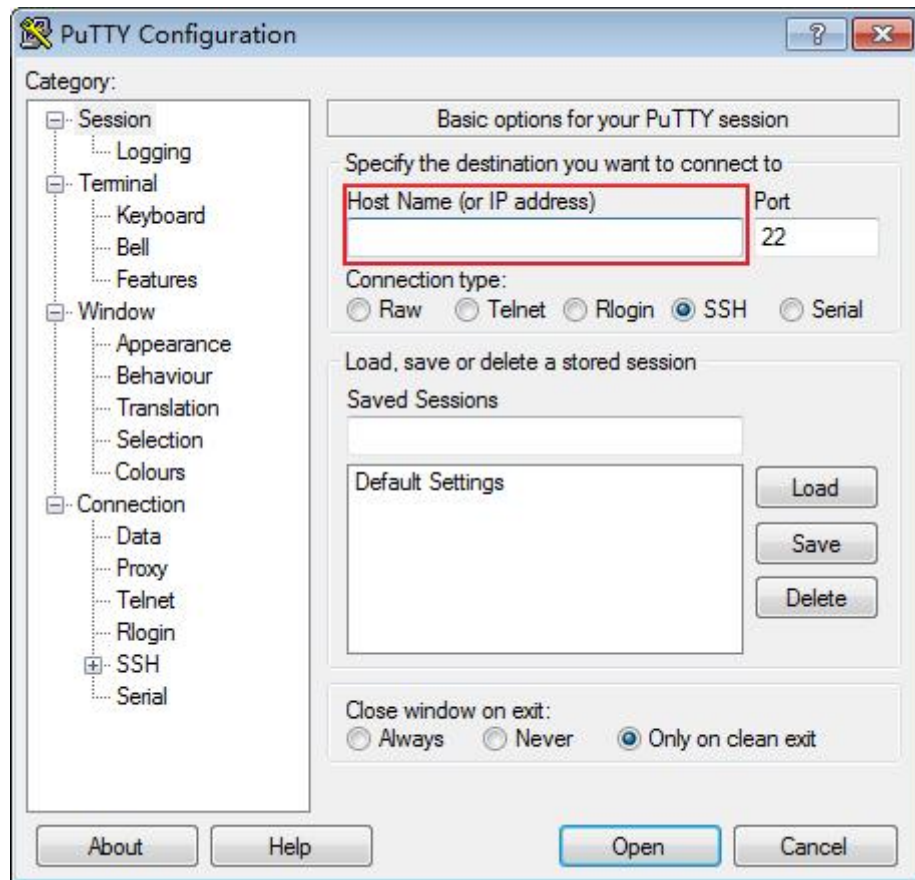 PuTTY Configuration
Category:
Session
Logging
Terminal
Keyboard
Bell
Features
Window
Appearance
Behaviour
Translation
Selection
Colours
Connection
Data
Proxy
Telnet
Rlogin
SSH
Serial
Basic options for your PuTTY session
Specify the destination you want to connect to
Host Name (or IP address) Port
22
Connection type:
Raw Telnet Rlogin SSH Serial
Load, save or delete a stored session
Saved Sessions
Default Settings
Load
Save
Delete
Close window on exit:
Always Never Only on clean exit
About Help Open Cancel